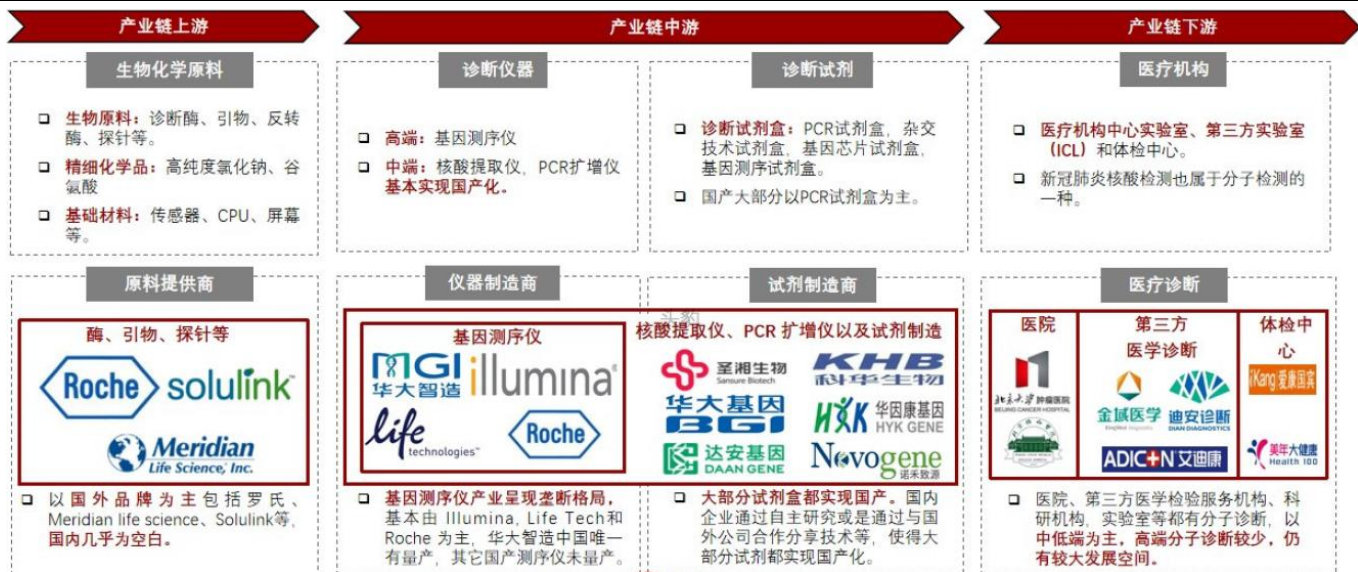 产业链上游
产业链中游
产业链下游
生物化学原料
生物原料：诊断酶、引物、反转
酶、探针等。
精细化学品：高纯度氯化钠、谷
氨酸
基础材料：传感器、CPU、屏幕
等。
诊断仪器
高端：基因测序仪
中端：核酸提取仪，PCR扩增仪
基本实现国产化。
诊断试剂
诊断试剂盒：PCR试剂盒，杂交
技术试剂盒，基因芯片试剂盒，
基因测序试剂盒。
国产大部分以PCR试剂盒为主。
医疗机构
医疗机构中心实验室、第三方实验室
（ICL）和体检中心。
新冠肺炎核酸检测也属于分子检测的
一种。
原料提供商
酶、引物、探针等
Roche
solulink™
Meridian
Life Science, Inc.
以国外品牌为主包括罗氏、
Meridian life science、Solulink等，
国内几乎为空白。
仪器制造商
基因测序仪
MGI
华大智造
illumina®
life
technologies™
Roche
基因测序仪产业呈现垄断格局，
基本由 Illumina, Life Tech和
Roche 为主，华大智造中国唯一
有量产，其它国产测序仪未量产。
试剂制造商
头豹
核酸提取仪、PCR 扩增仪以及试剂制造
圣湘生物
Sansure Biotech
KHB
科华生物
华大基因
BGI
HYK
华因康基因
HYK GENE
达安基因
DAAN GENE
Novogene
诺禾致源
大部分试剂盒都实现国产。国内
企业通过自主研究或是通过与国
外公司合作分享技术等，使得大
部分试剂都实现国产化。
医疗诊断
医院
北京大学肿瘤医院
BEIJING CANCER HOSPITAL
第三方
医学诊断
金域医学
迪安诊断
DIAN DIAGNOSTICS
ADICON 艾迪康
体检中
心
iKang 爱康国宾
美年大健康
Health 100
医院、第三方医学检验服务机构、科
研机构，实验室等都有分子诊断，以
中低端为主，高端分子诊断较少，仍
有较大发展空间。